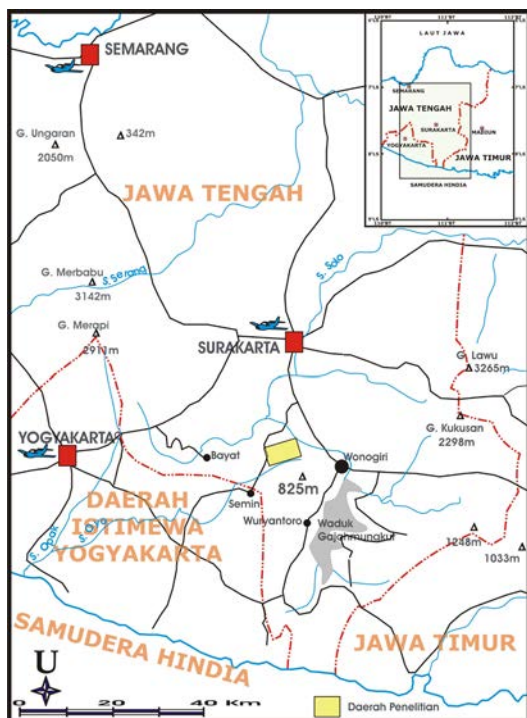 SEMARANG
G. Ungaran
2050m
342m
JAWA TENGAH
G. Merbabu
3142m
S. Serang
S. Solo
G. Merapi
2911m
SURAKARTA
G. Lawu
3265m
G. Kukusan
2298m
YOGYAKARTA
Bayat
Wonogiri
825m
Semin
Wuryantoro
Waduk
Gajahmungkur
DAERAH
ISTIMEWA
YOGYAKARTA
S. Opak
S. Oyo
1248m
1033m
JAWA TIMUR
SAMUDERA HINDIA
U
0 20 40 Km
Daerah Penelitian
LAUT JAWA
SEMARANG
JAWA TENGAH
SURAKARTA
MADIUN
YOGYAKARTA
JAWA TIMUR
SAMUDERA HINDIA